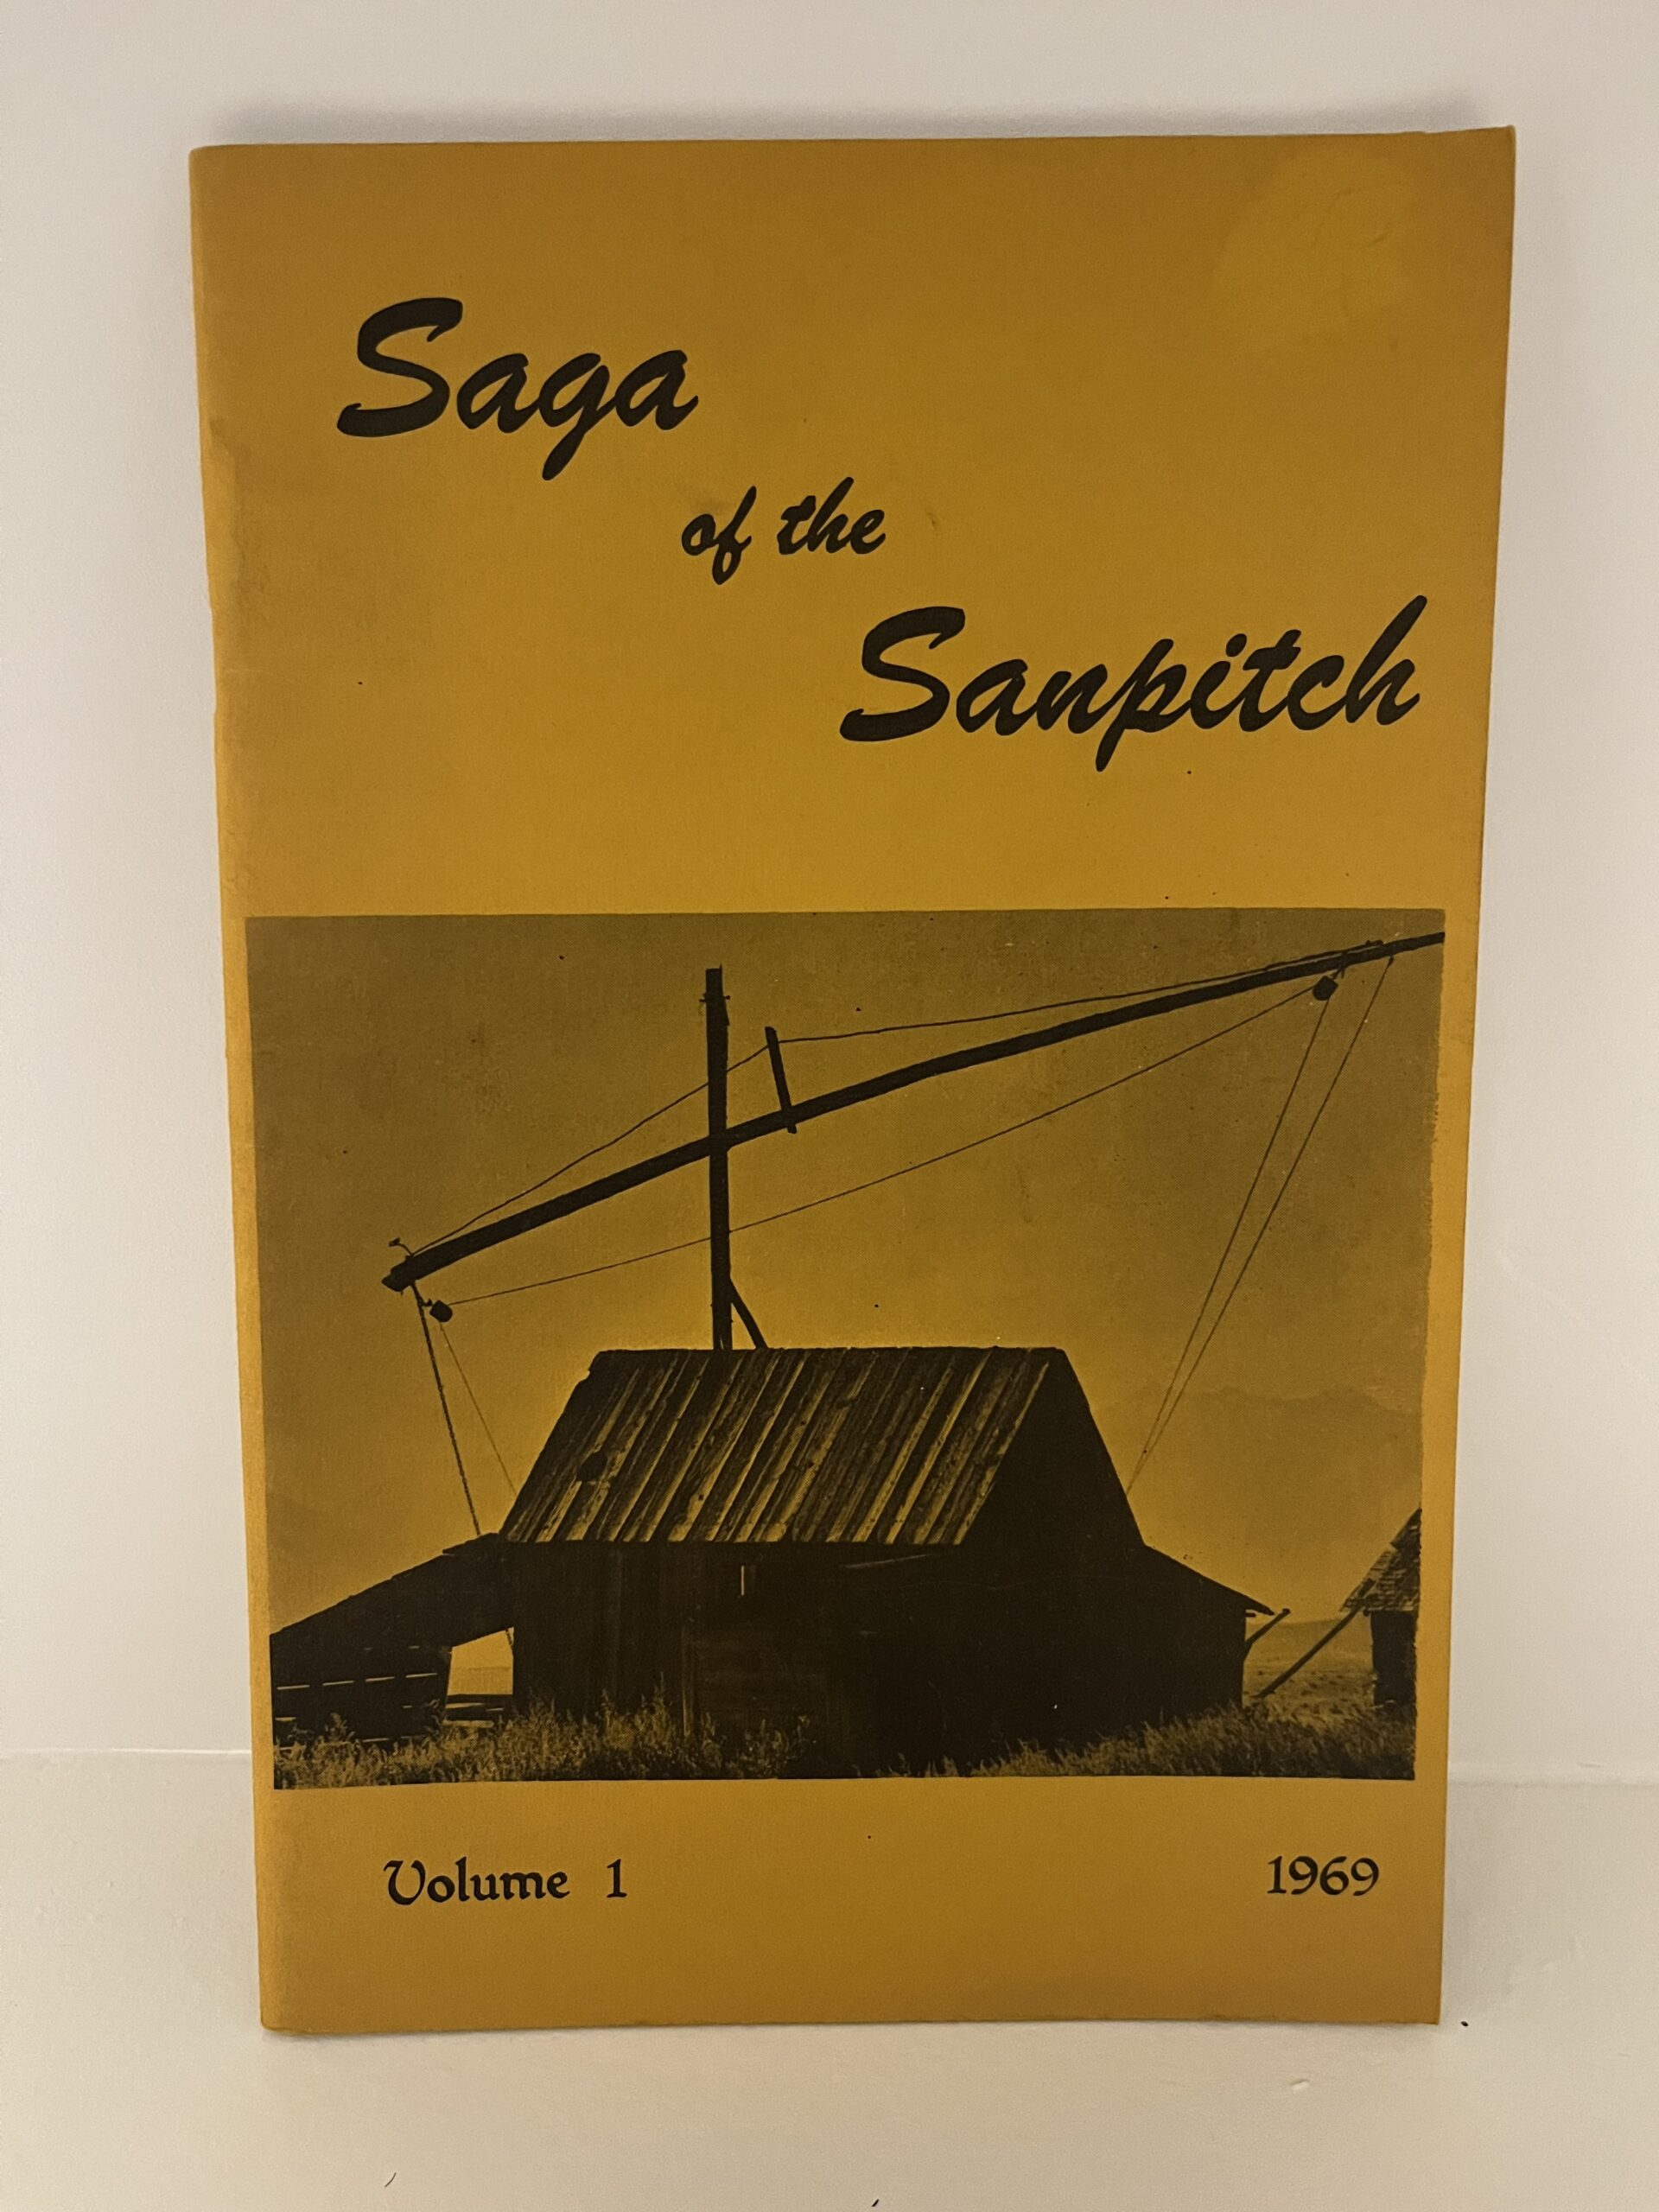 Saga
of the
Sanpitch
Volume 1 1969